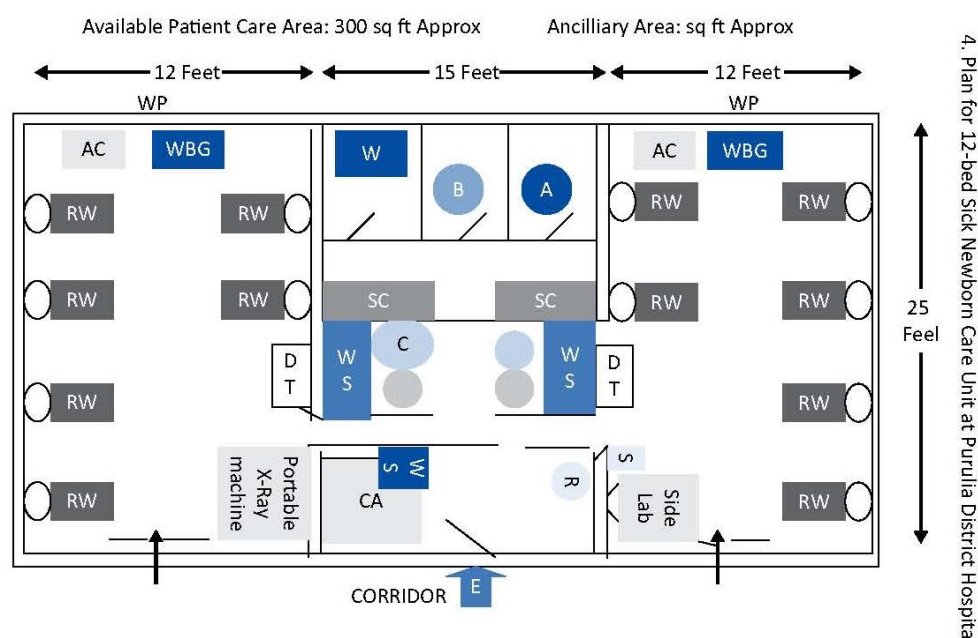 Available Patient Care Area: 300 sq ft Approx
Ancilliary Area: sq ft Approx
12 Feet
15 Feet
12 Feet
WP
WP
AC
WBG
W
B
A
AC
WBG
RW
RW
RW
RW
RW
RW
SC
SC
RW
RW
25
Feel
W
S
C
W
S
D
T
D
T
RW
RW
Portable
X-Ray
machine
W
S
CA
R
S
Side
Lab
RW
RW
CORRIDOR
E
4. Plan for 12-bed Sick Newborn Care Unit at Purulia District Hospita